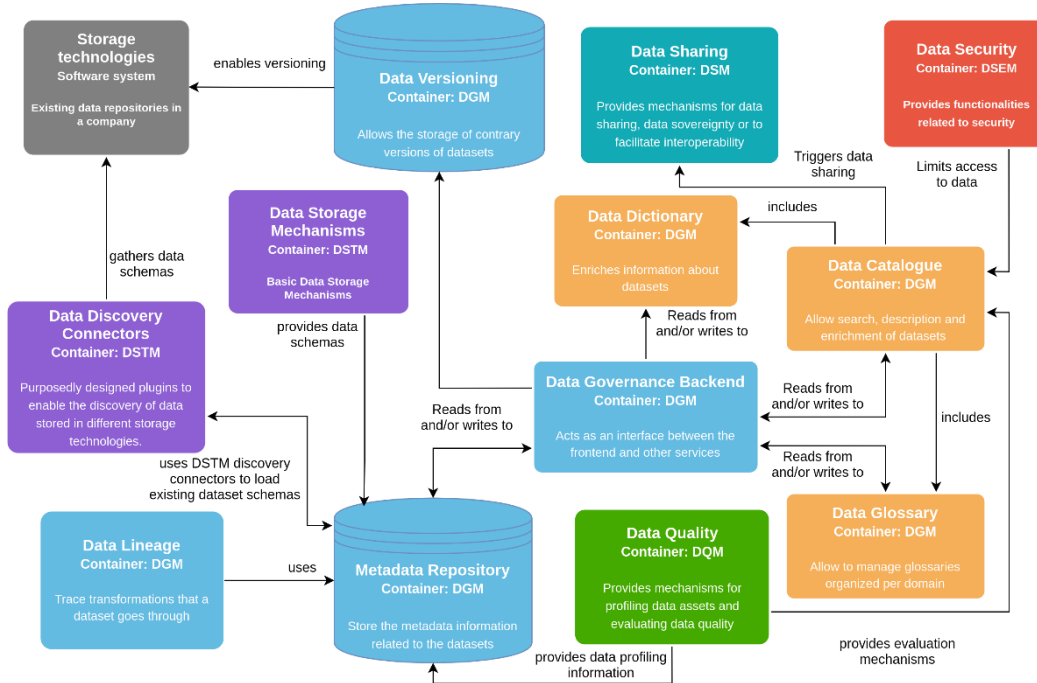 Storage
technologies
Software system
Existing data repositories in
a company
enables versioning
Data Versioning
Container: DGM
Allows the storage of contrary
versions of datasets
Data Sharing
Container: DSM
Provides mechanisms for data
sharing, data sovereignty or to
facilitate interoperability
Data Security
Container: DSEM
Provides functionalities
related to security
Triggers data
sharing
Limits access
to data
gathers data
schemas
Data Storage
Mechanisms
Container: DSTM
Basic Data Storage
Mechanisms
Data Dictionary
Container: DGM
Enriches information about
datasets
includes
Data Catalogue
Container: DGM
Allow search, description and
enrichment of datasets
Data Discovery
Connectors
Container: DSTM
Purposedly designed plugins to
enable the discovery of data
stored in different storage
technologies.
provides data
schemas
Reads from
and/or writes to
Data Governance Backend
Container: DGM
Acts as an interface between the
frontend and other services
Reads from
and/or writes to
Reads from
and/or writes to
includes
Reads from
and/or writes to
uses DSTM discovery
connectors to load
existing dataset schemas
Data Lineage
Container: DGM
Trace transformations that a
dataset goes through
uses
Metadata Repository
Container: DGM
Store the metadata information
related to the datasets
Data Quality
Container: DQM
Provides mechanisms for
profiling data assets and
evaluating data quality
Data Glossary
Container: DGM
Allow to manage glossaries
organized per domain
provides data profiling
information
provides evaluation
mechanisms